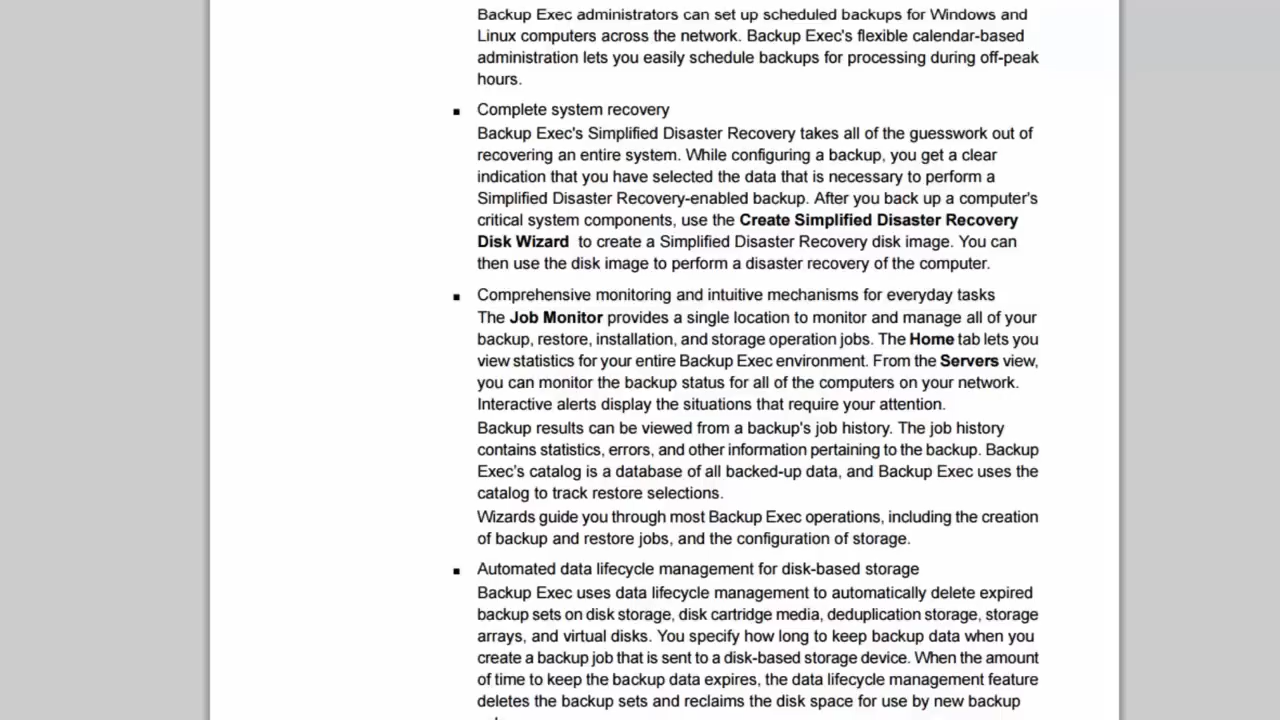 Backup Exec administrators can set up scheduled backups for Windows and
Linux computers across the network. Backup Exec's flexible calendar-based
administration lets you easily schedule backups for processing during off-peak
hours.
▪ Complete system recovery
Backup Exec's Simplified Disaster Recovery takes all of the guesswork out of
recovering an entire system. While configuring a backup, you get a clear
indication that you have selected the data that is necessary to perform a
Simplified Disaster Recovery-enabled backup. After you back up a computer's
critical system components, use the Create Simplified Disaster Recovery
Disk Wizard to create a Simplified Disaster Recovery disk image. You can
then use the disk image to perform a disaster recovery of the computer.
▪ Comprehensive monitoring and intuitive mechanisms for everyday tasks
The Job Monitor provides a single location to monitor and manage all of your
backup, restore, installation, and storage operation jobs. The Home tab lets you
view statistics for your entire Backup Exec environment. From the Servers view,
you can monitor the backup status for all of the computers on your network.
Interactive alerts display the situations that require your attention.
Backup results can be viewed from a backup's job history. The job history
contains statistics, errors, and other information pertaining to the backup. Backup
Exec's catalog is a database of all backed-up data, and Backup Exec uses the
catalog to track restore selections.
Wizards guide you through most Backup Exec operations, including the creation
of backup and restore jobs, and the configuration of storage.
▪ Automated data lifecycle management for disk-based storage
Backup Exec uses data lifecycle management to automatically delete expired
backup sets on disk storage, disk cartridge media, deduplication storage, storage
arrays, and virtual disks. You specify how long to keep backup data when you
create a backup job that is sent to a disk-based storage device. When the amount
of time to keep the backup data expires, the data lifecycle management feature
deletes the backup sets and reclaims the disk space for use by new backup